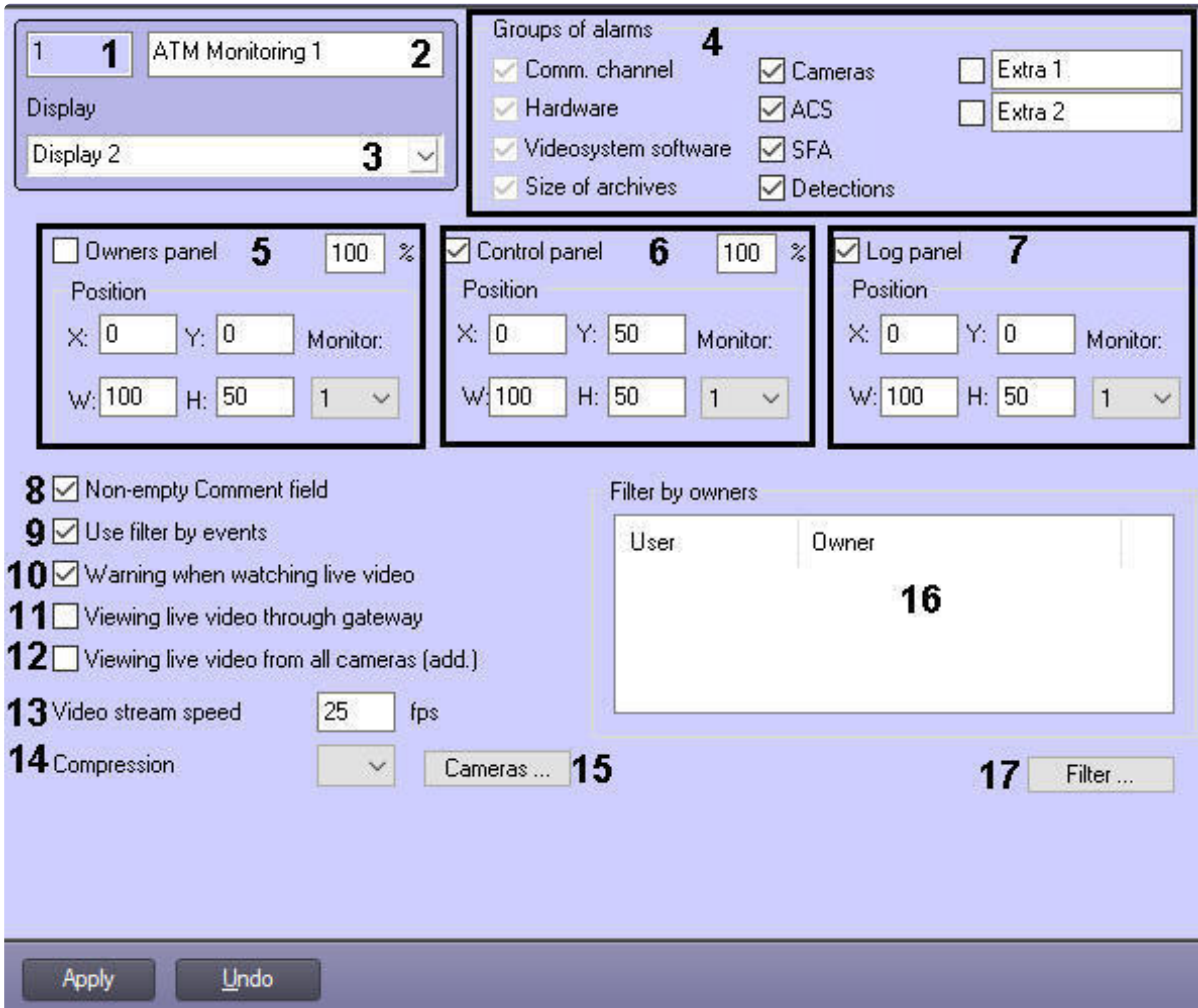 1 1 ATM Monitoring 1 2
Display
Display 2 3
Groups of alarms 4
Comm. channel Cameras Extra 1
Hardware ACS Extra 2
Videosystem software SFA
Size of archives Detections
Owners panel 5 100 %
Position
X: 0 Y: 0 Monitor:
W: 100 H: 50 1
Control panel 6 100 %
Position
X: 0 Y: 50 Monitor:
W: 100 H: 50 1
Log panel 7
Position
X: 0 Y: 0 Monitor:
W: 100 H: 50 1
8 Non-empty Comment field
9 Use filter by events
10 Warning when watching live video
11 Viewing live video through gateway
12 Viewing live video from all cameras (add.)
13 Video stream speed 25 fps
14 Compression Cameras ... 15
Filter by owners
User Owner
16
17 Filter ...
Apply Undo